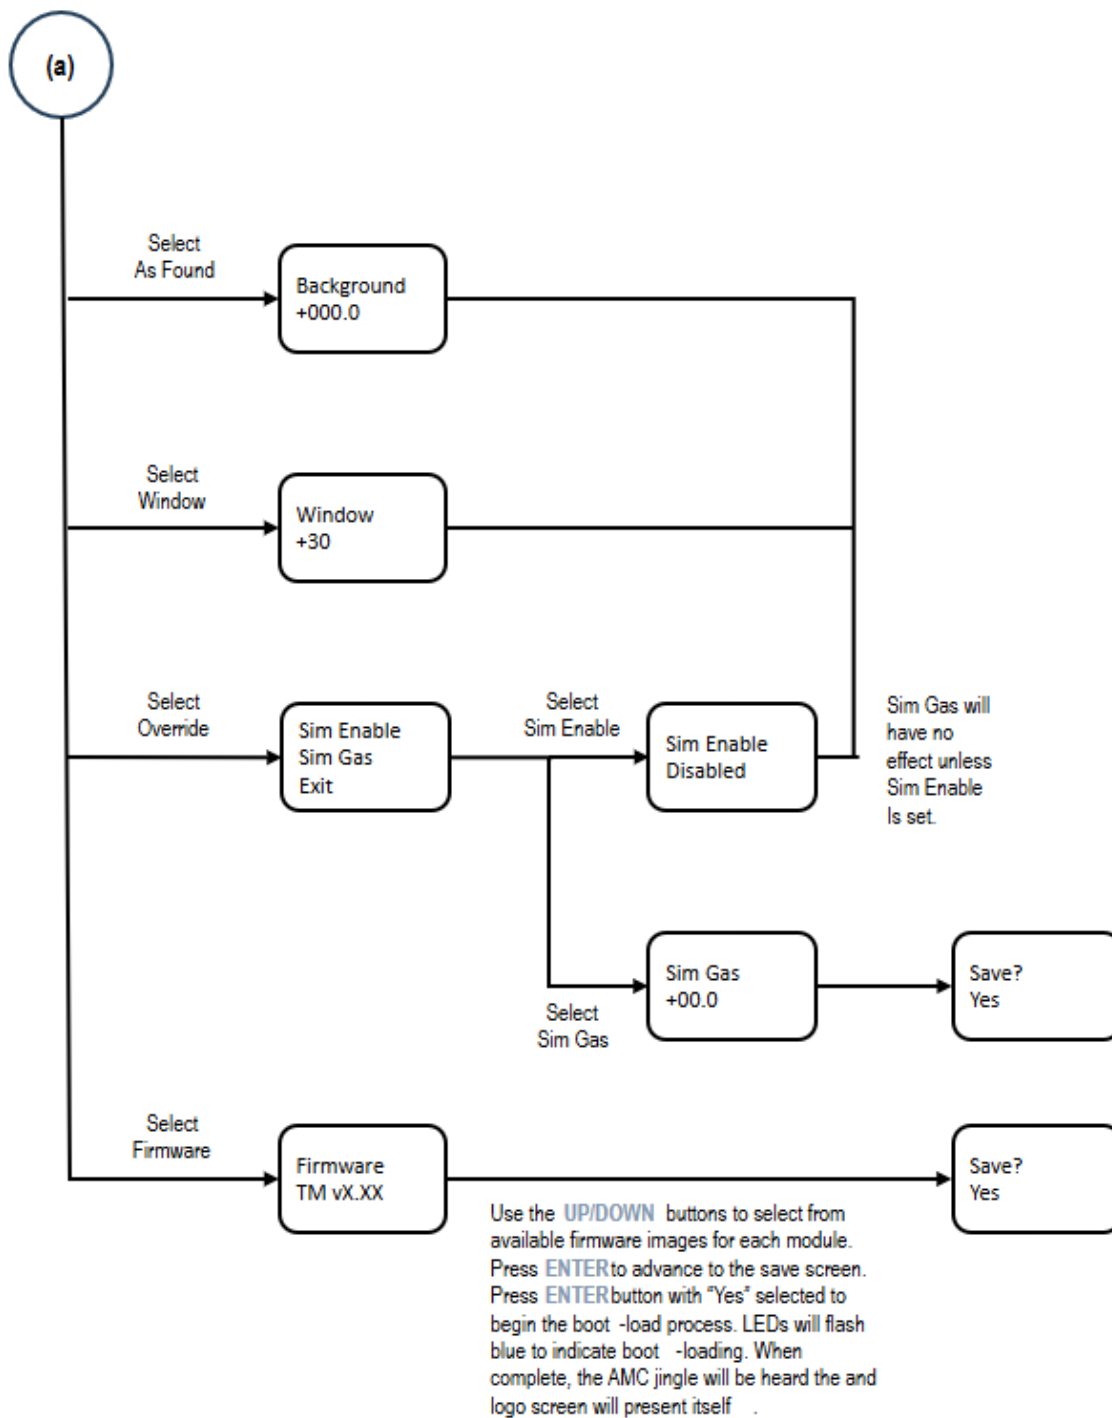 (a)
Select
As Found
Background
+000.0
Select
Window
Window
+30
Select
Override
Sim Enable
Sim Gas
Exit
Select
Sim Enable
Sim Enable
Disabled
Sim Gas will
have no
effect unless
Sim Enable
Is set.
Select
Sim Gas
Sim Gas
+00.0
Save?
Yes
Select
Firmware
Firmware
TM vX.XX
Save?
Yes
Use the UP/DOWN buttons to select from
available firmware images for each module.
Press ENTER to advance to the save screen.
Press ENTER button with “Yes” selected to
begin the boot -load process. LEDs will flash
blue to indicate boot -loading. When
complete, the AMC jingle will be heard the and
logo screen will present itself .